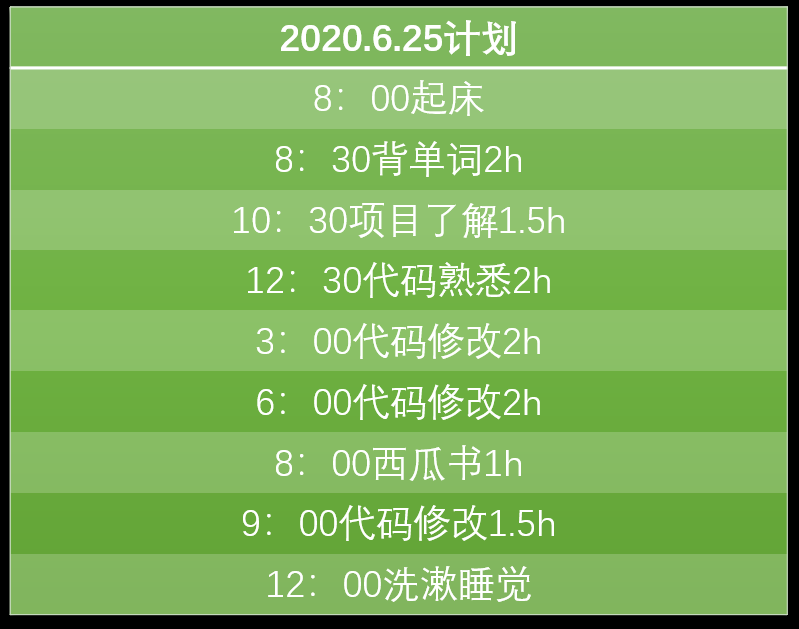 2020.6.25计划
8：00起床
8：30背单词2h
10：30项目了解1.5h
12：30代码熟悉2h
3：00代码修改2h
6：00代码修改2h
8：00西瓜书1h
9：00代码修改1.5h
12：00洗漱睡觉